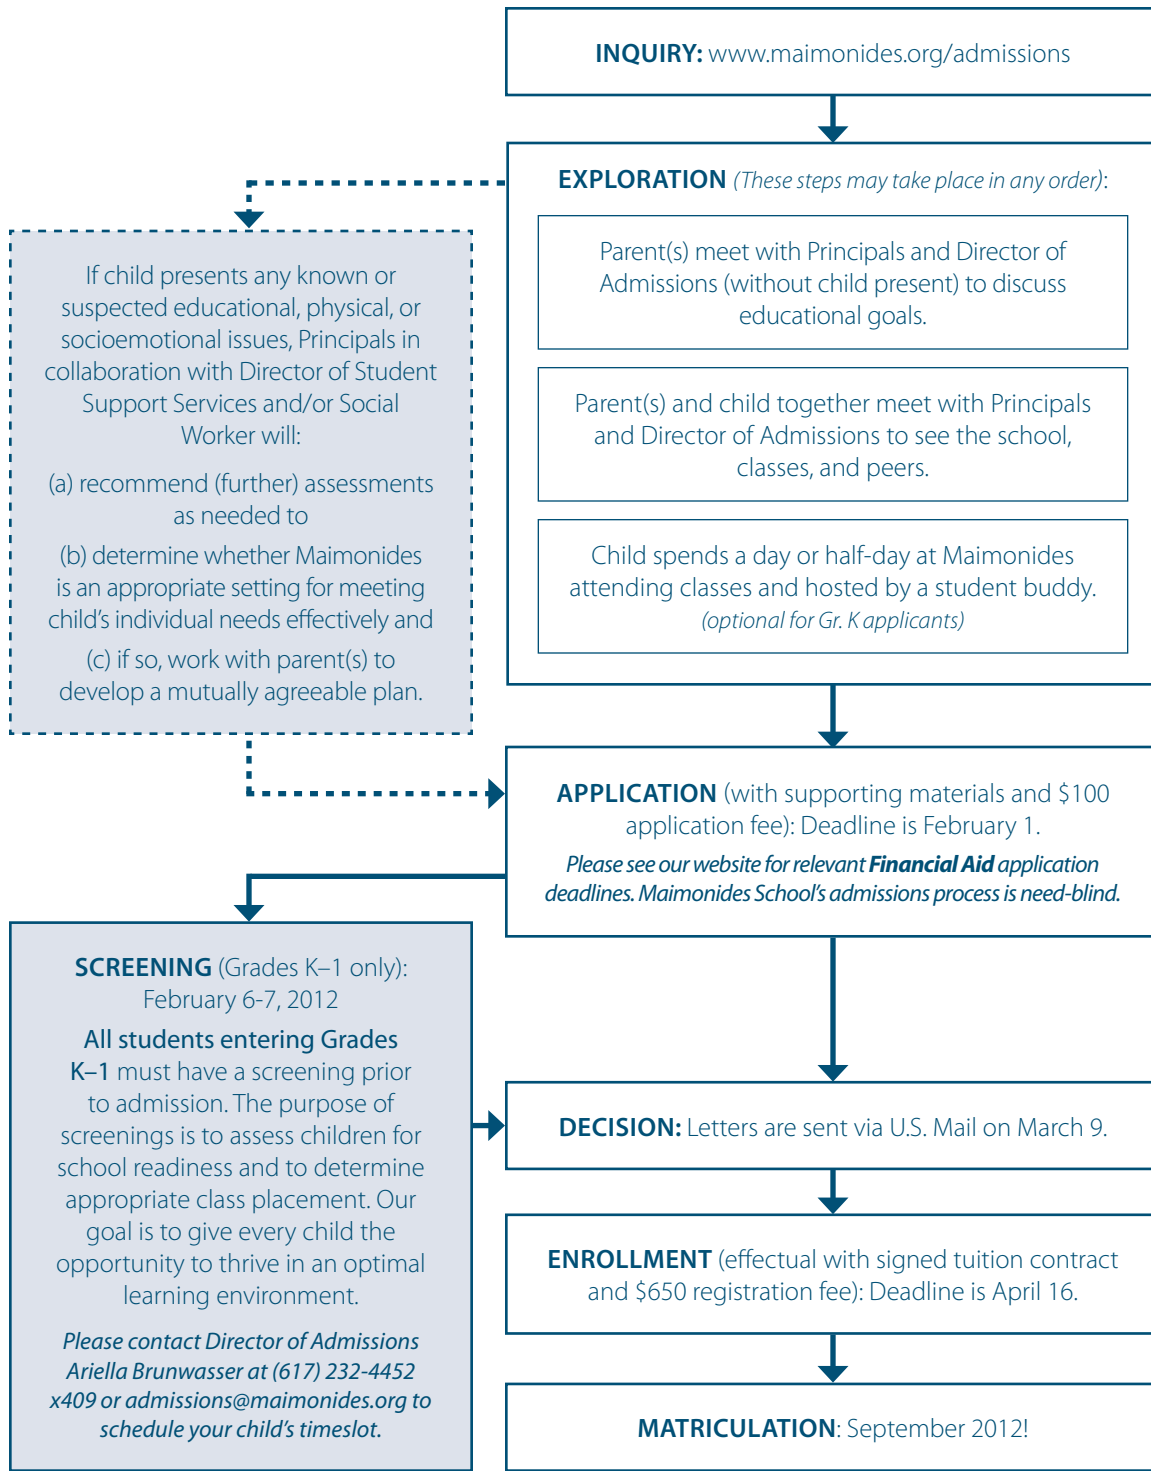 INQUIRY: www.maimonides.org/admissions
EXPLORATION (These steps may take place in any order):
Parent(s) meet with Principals and Director of
Admissions (without child present) to discuss
educational goals.
Parent(s) and child together meet with Principals
and Director of Admissions to see the school,
classes, and peers.
Child spends a day or half-day at Maimonides
attending classes and hosted by a student buddy.
(optional for Gr. K applicants)
If child presents any known or
suspected educational, physical, or
socioemotional issues, Principals in
collaboration with Director of Student
Support Services and/or Social
Worker will:
(a) recommend (further) assessments
as needed to
(b) determine whether Maimonides
is an appropriate setting for meeting
child's individual needs effectively and
(c) if so, work with parent(s) to
develop a mutually agreeable plan.
APPLICATION (with supporting materials and $100
application fee): Deadline is February 1.
Please see our website for relevant Financial Aid application
deadlines. Maimonides School's admissions process is need-blind.
SCREENING (Grades K–1 only):
February 6-7, 2012
All students entering Grades
K–1 must have a screening prior
to admission. The purpose of
screenings is to assess children for
school readiness and to determine
appropriate class placement. Our
goal is to give every child the
opportunity to thrive in an optimal
learning environment.
Please contact Director of Admissions
Ariella Brunwasser at (617) 232-4452
x409 or admissions@maimonides.org to
schedule your child's timeslot.
DECISION: Letters are sent via U.S. Mail on March 9.
ENROLLMENT (effectual with signed tuition contract
and $650 registration fee): Deadline is April 16.
MATRICULATION: September 2012!